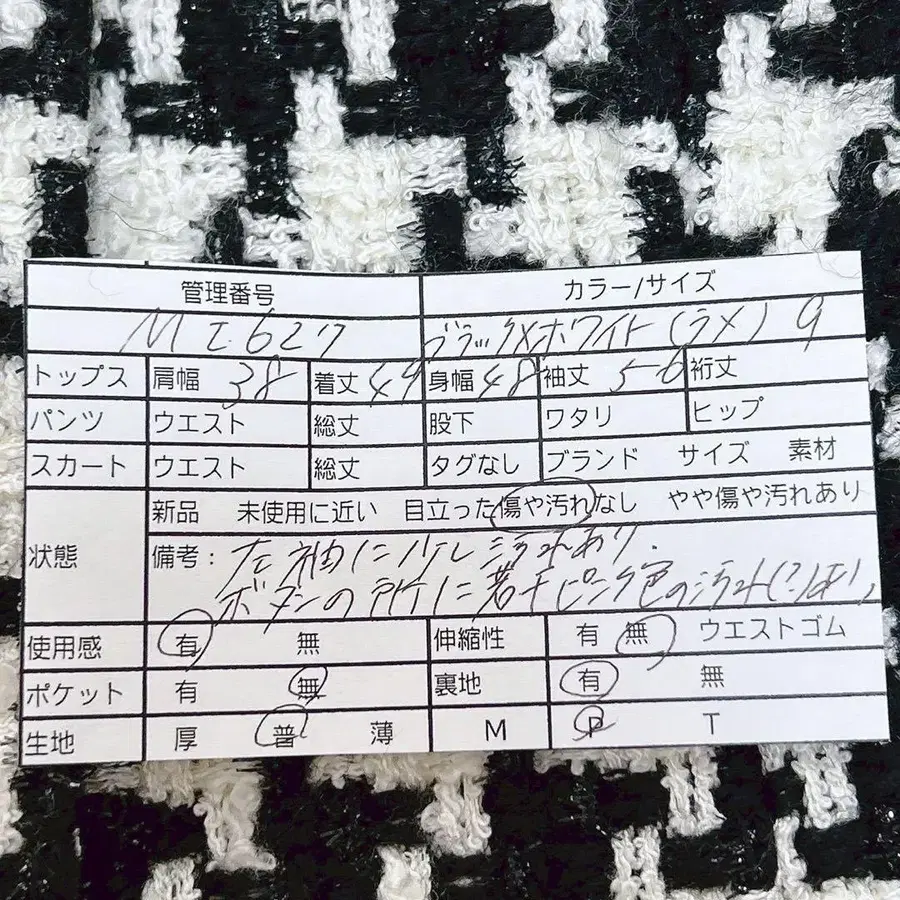 管理番号 カラー/サイズ
MI627 ブラック×ホワイト(ラメ) 9
トップス 肩幅 38 着丈 49 身幅 48 袖丈 56 裄丈
パンツ ウエスト 総丈 股下 ワタリ ヒップ
スカート ウエスト 総丈 タグなし ブランド サイズ 素材
新品 未使用に近い 目立った傷や汚れなし やや傷や汚れあり
状態 備考: 左袖に少し汚れあり.
ボタンの所に若干ピンク色の汚れ(?)あり,
使用感 有 無 伸縮性 有 無 ウエストゴム
ポケット 有 無 裏地 有 無
生地 厚 普 薄 M P T